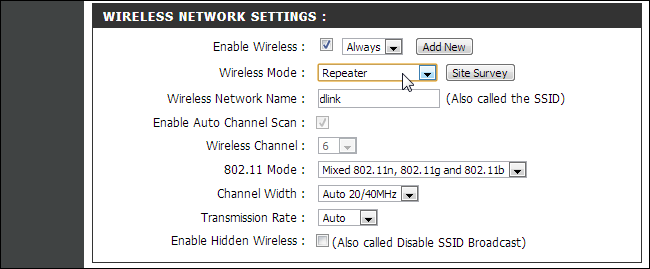 WIRELESS NETWORK SETTINGS :
Enable Wireless : Always Add New
Wireless Mode : Repeater Site Survey
Wireless Network Name : dlink (Also called the SSID)
Enable Auto Channel Scan :
Wireless Channel : 6
802.11 Mode : Mixed 802.11n, 802.11g and 802.11b
Channel Width : Auto 20/40MHz
Transmission Rate : Auto
Enable Hidden Wireless : (Also called Disable SSID Broadcast)